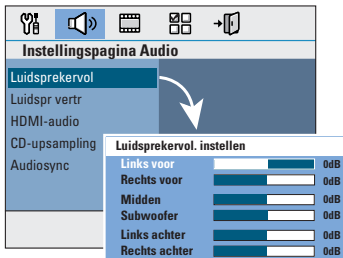 Instellingspagina Audio
Luidsprekervol
Luidspr vertr
HDMI-audio
CD-upsampling
Audiosync
Luidsprekervol. instellen
Links voor 0dB
Rechts voor 0dB
Midden 0dB
Subwoofer 0dB
Links achter 0dB
Rechts achter 0dB